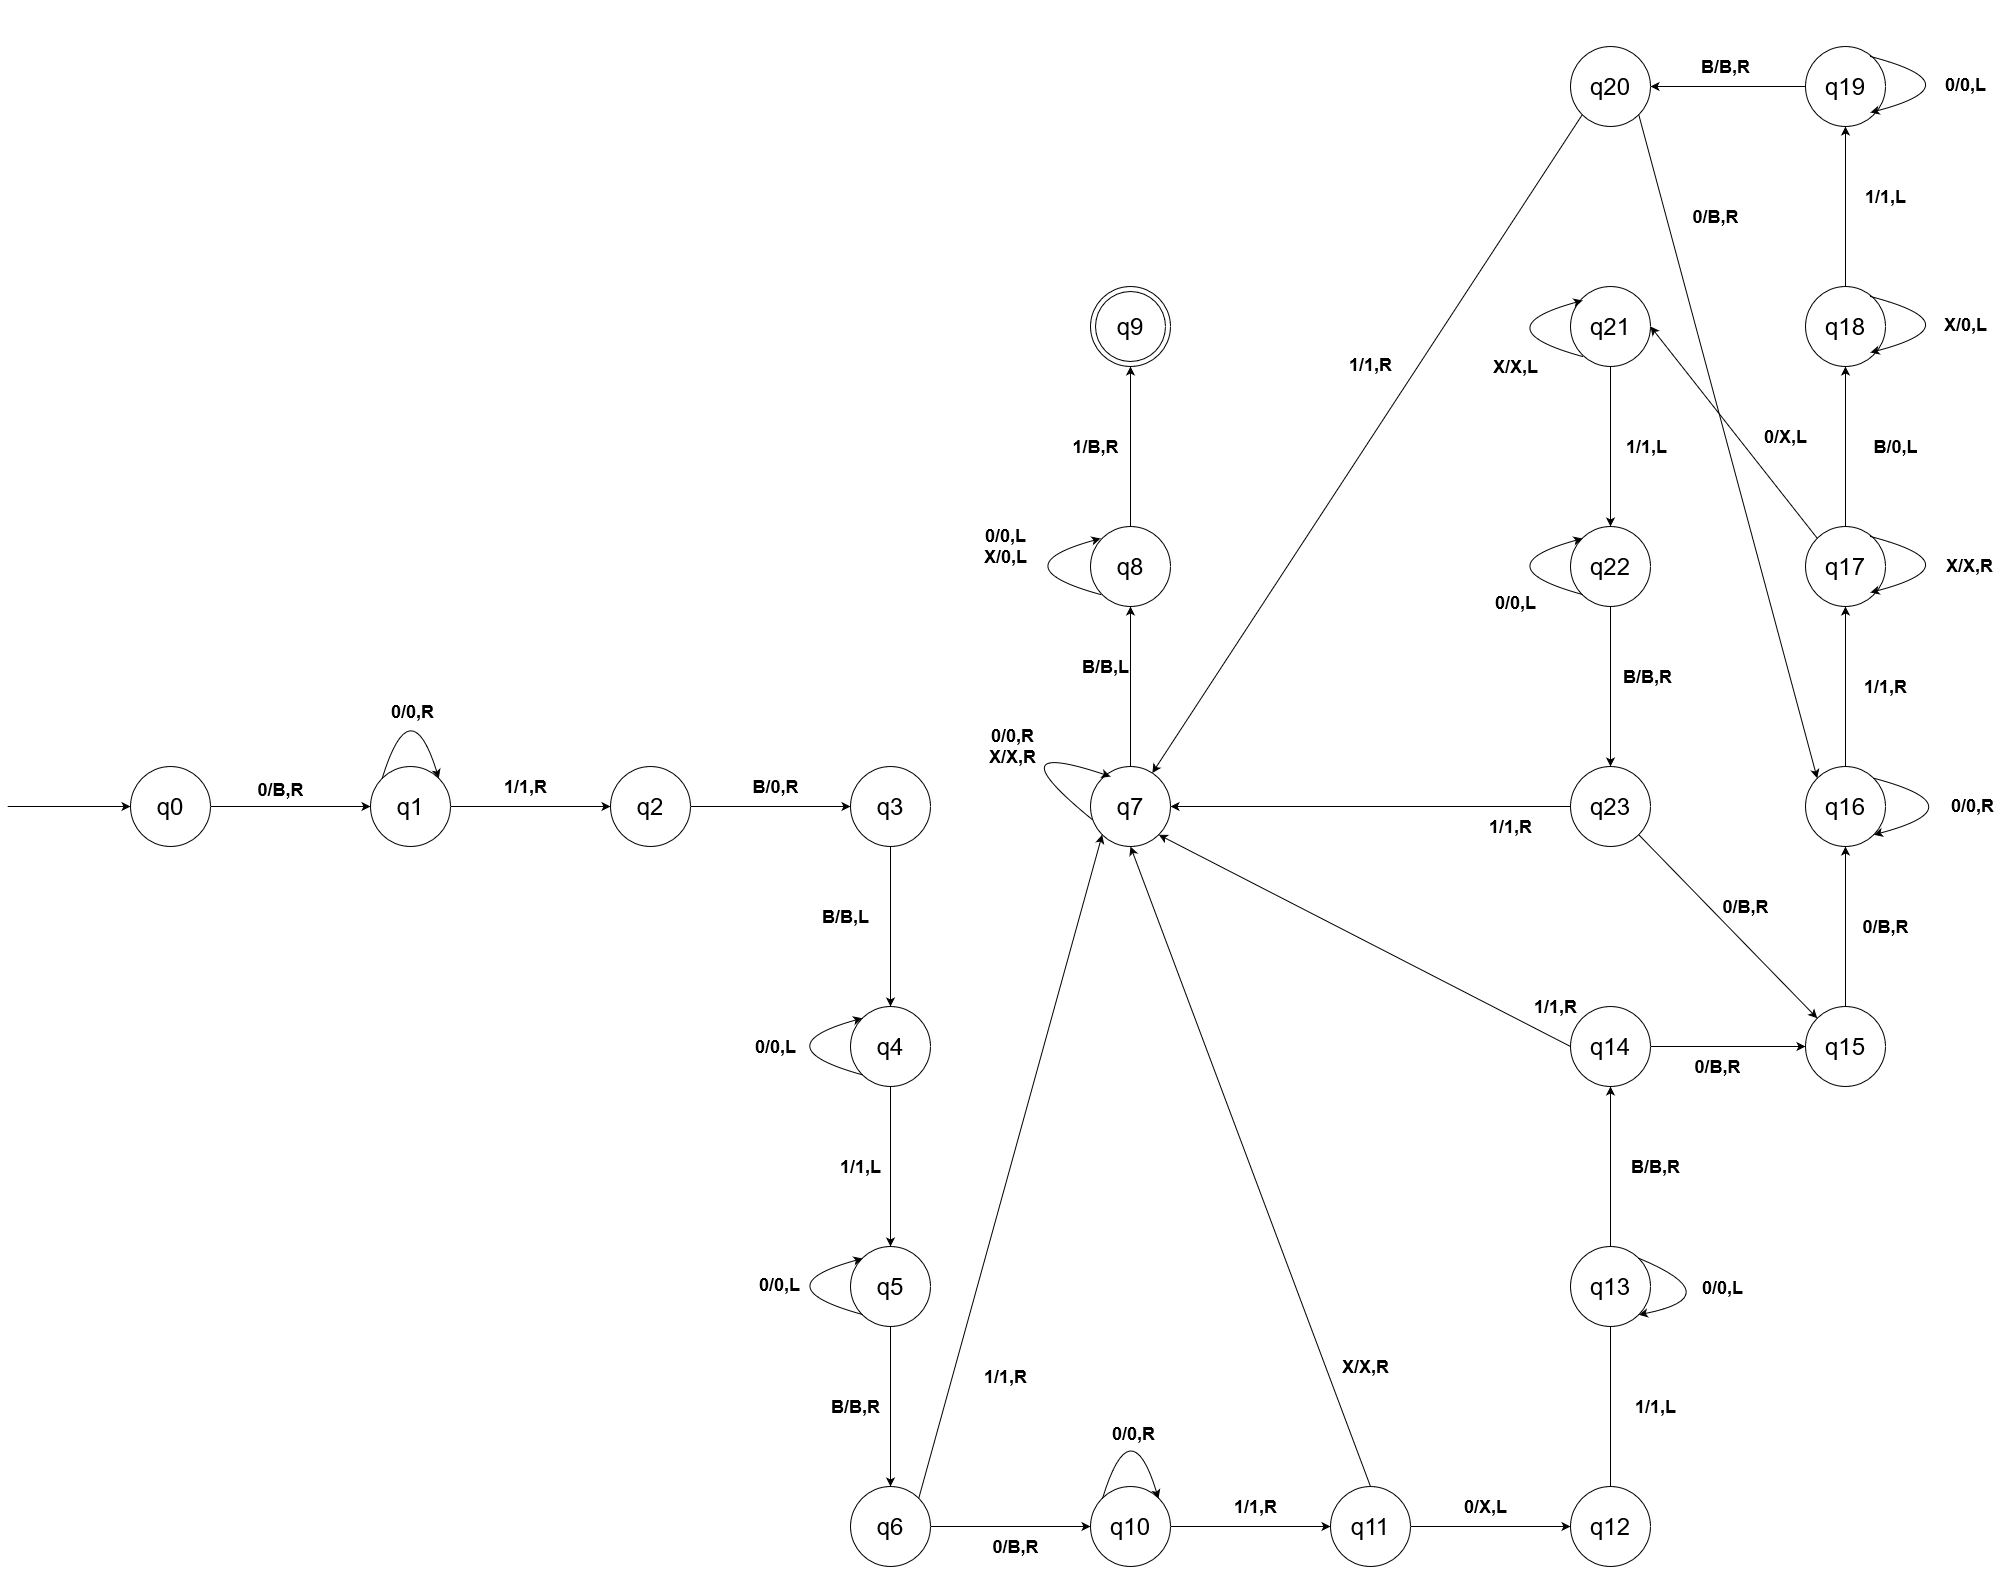 B/B,R
q20
q19
0/0,L
1/1,L
0/B,R
q9
q21
q18
X/0,L
1/1,R
X/X,L
0/X,L
1/B,R
1/1,L
B/0,L
0/0,L
X/0,L
q8
q22
q17
X/X,R
0/0,L
B/B,L
B/B,R
1/1,R
0/0,R
0/0,R
X/X,R
0/B,R
1/1,R
B/0,R
q0
q1
q2
q3
q7
q23
q16
0/0,R
1/1,R
B/B,L
0/B,R
0/B,R
1/1,R
0/0,L
q4
q14
q15
0/B,R
1/1,L
B/B,R
0/0,L
q5
q13
0/0,L
X/X,R
1/1,R
B/B,R
1/1,L
0/0,R
1/1,R
0/X,L
q6
q10
q11
q12
0/B,R